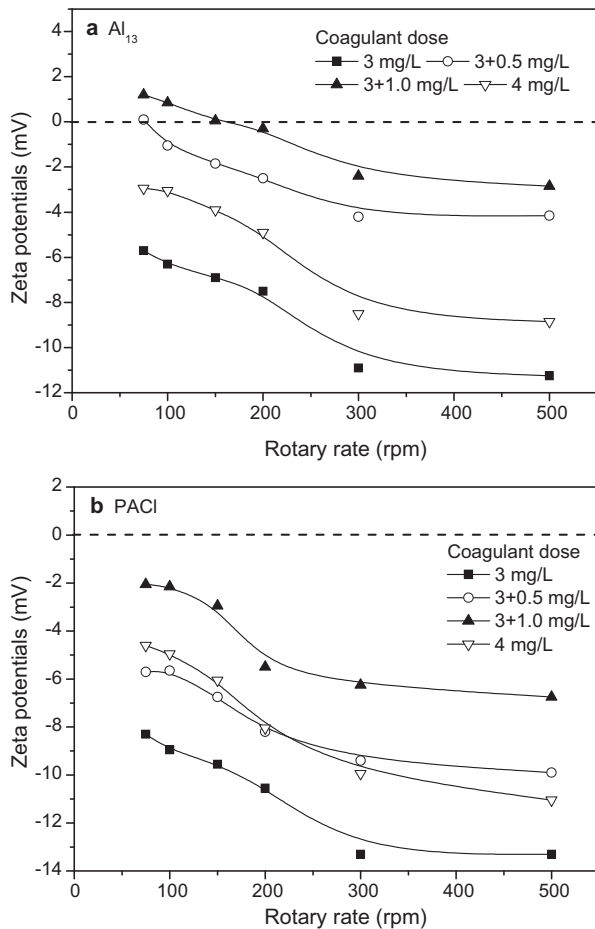 a Al13
Coagulant dose
3 mg/L 3+0.5 mg/L
3+1.0 mg/L 4 mg/L
Zeta potentials (mV)
4
2
0
-2
-4
-6
-8
-10
-12
0 100 200 300 400 500
Rotary rate (rpm)
b PACl
Coagulant dose
3 mg/L
3+0.5 mg/L
3+1.0 mg/L
4 mg/L
Zeta potentials (mV)
2
0
-2
-4
-6
-8
-10
-12
-14
0 100 200 300 400 500
Rotary rate (rpm)